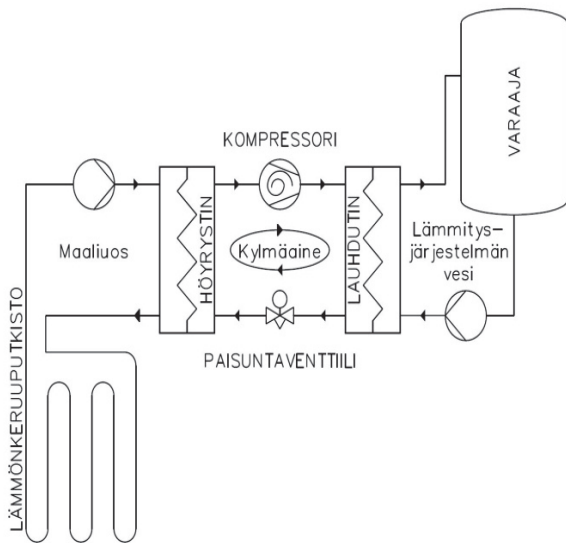 KOMPRESSORI
VARAAJA
HÖYRYSTIN
LAUHDUTIN
Maaliuos
Kylmäaine
Lämmitys-
järjestelmän
vesi
PAISUNTAVENTTIILI
LÄMMÖNKERUUPUTKISTO